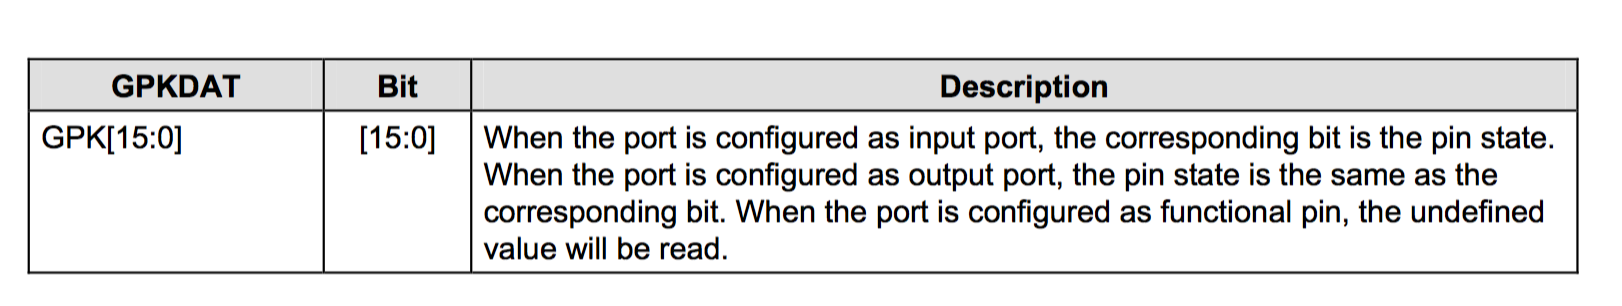 GPKDAT Bit Description
GPK[15:0] [15:0] When the port is configured as input port, the corresponding bit is the pin state.
When the port is configured as output port, the pin state is the same as the
corresponding bit. When the port is configured as functional pin, the undefined
value will be read.